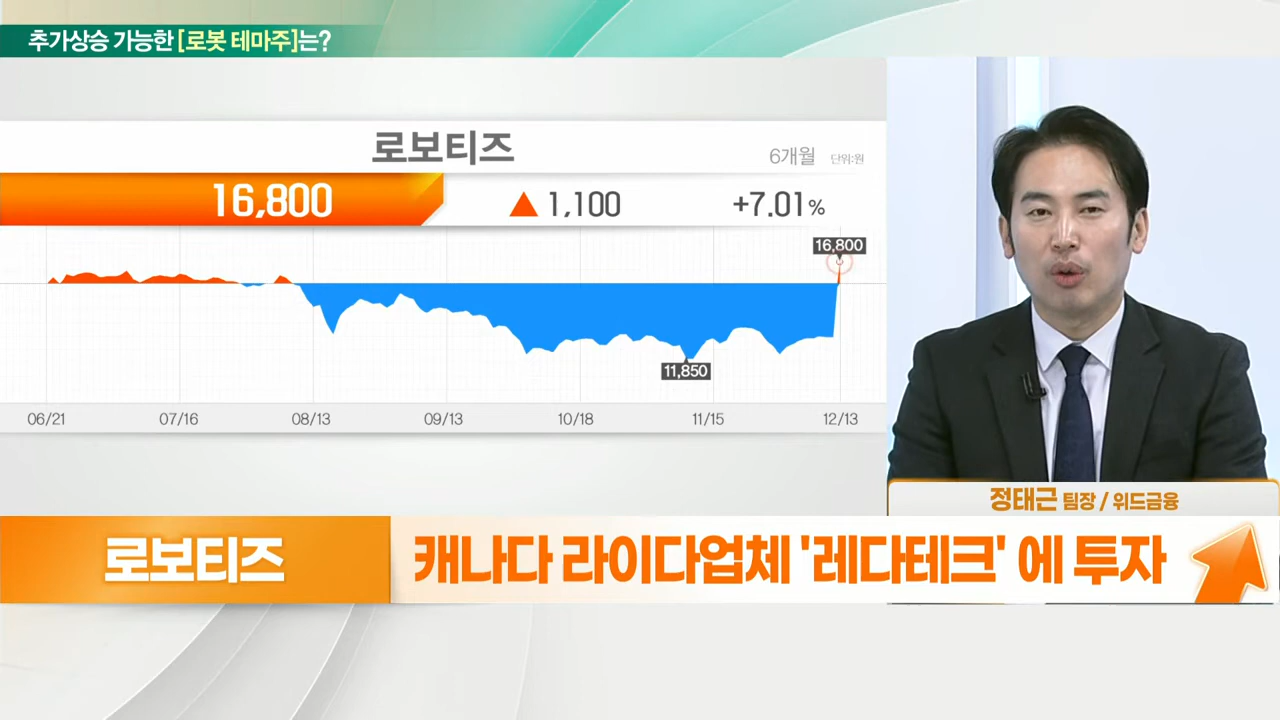 추가상승 가능한 [로봇 테마주]는?
로보티즈
6개월 단위:원
16,800 ▲ 1,100 +7.01%
16,800
11,850
06/21 07/16 08/13 09/13 10/18 11/15 12/13
정태근 팀장 / 위드금융
로보티즈
캐나다 라이다업체 '레다테크' 에 투자